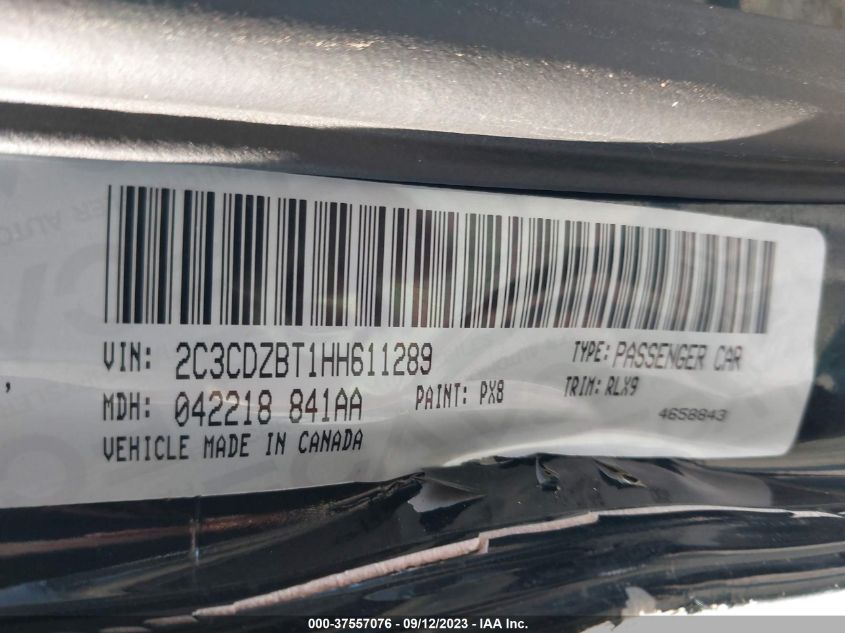 VIN: 2C3CDZBT1HH611289 TYPE: PASSENGER CAR
MDH: 042218 841AA PAINT: PX8 TRIM: RLX9
4658843
VEHICLE MADE IN CANADA
000-37557076 - 09/12/2023 - IAA Inc.